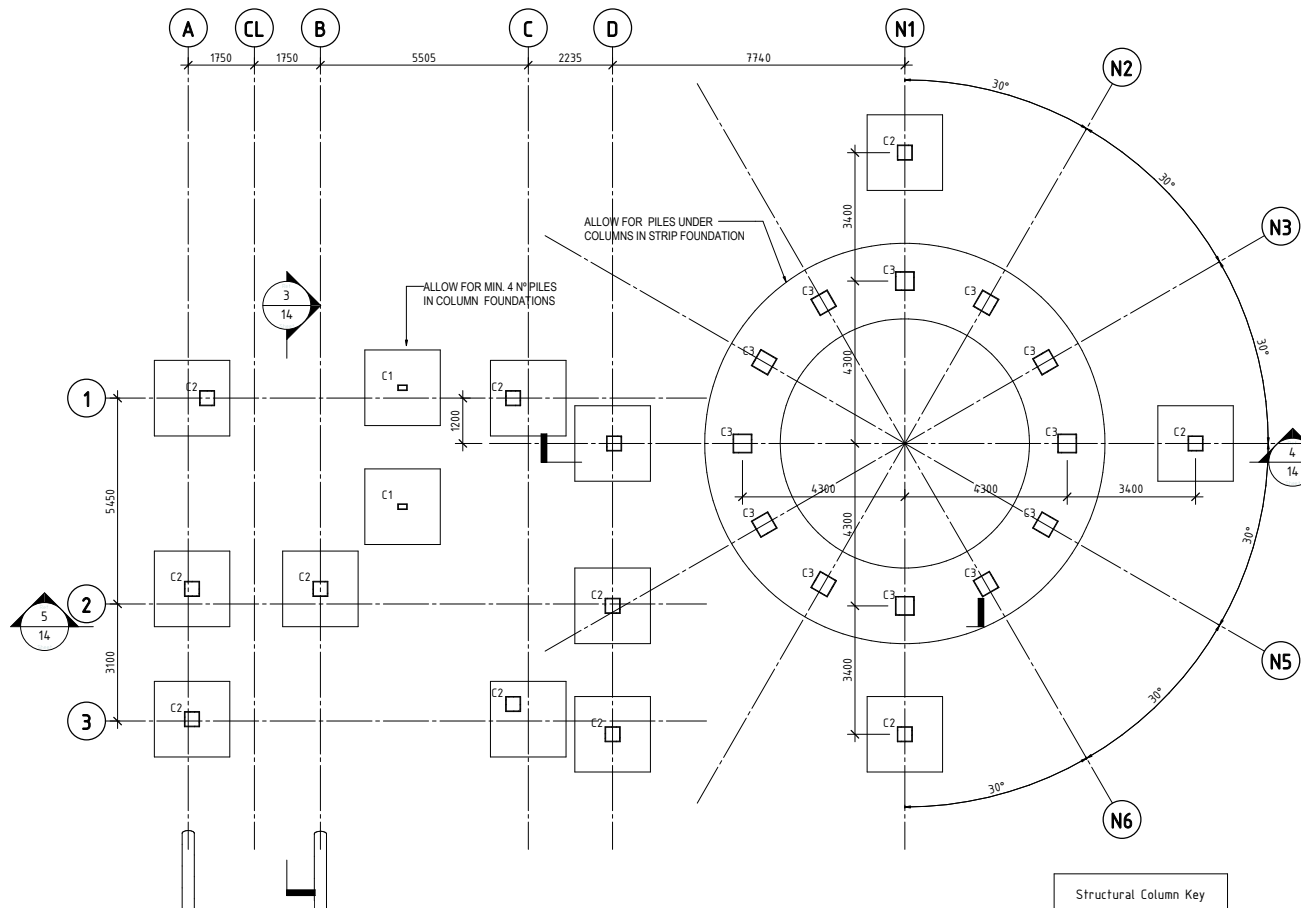 A CL B C D N1
1750 1750 5505 2235 7740
30°
N2
C2
30°
3400
N3
ALLOW FOR PILES UNDER
COLUMNS IN STRIP FOUNDATION
C3
3
14
ALLOW FOR MIN. 4 Nº PILES
IN COLUMN FOUNDATIONS
C3 C3
30°
C3 C3
4300
1
C2 C1 C2
1200
C3 C3 C2
4
14
4300 4300 3400
5450
C1
C3 C3
4300
30°
C2 C2
C3 C3
2
C2
C3
5
14
N5
3100
3400
30°
C2 C2
3
C2 C2
30°
N6
Structural Column Key